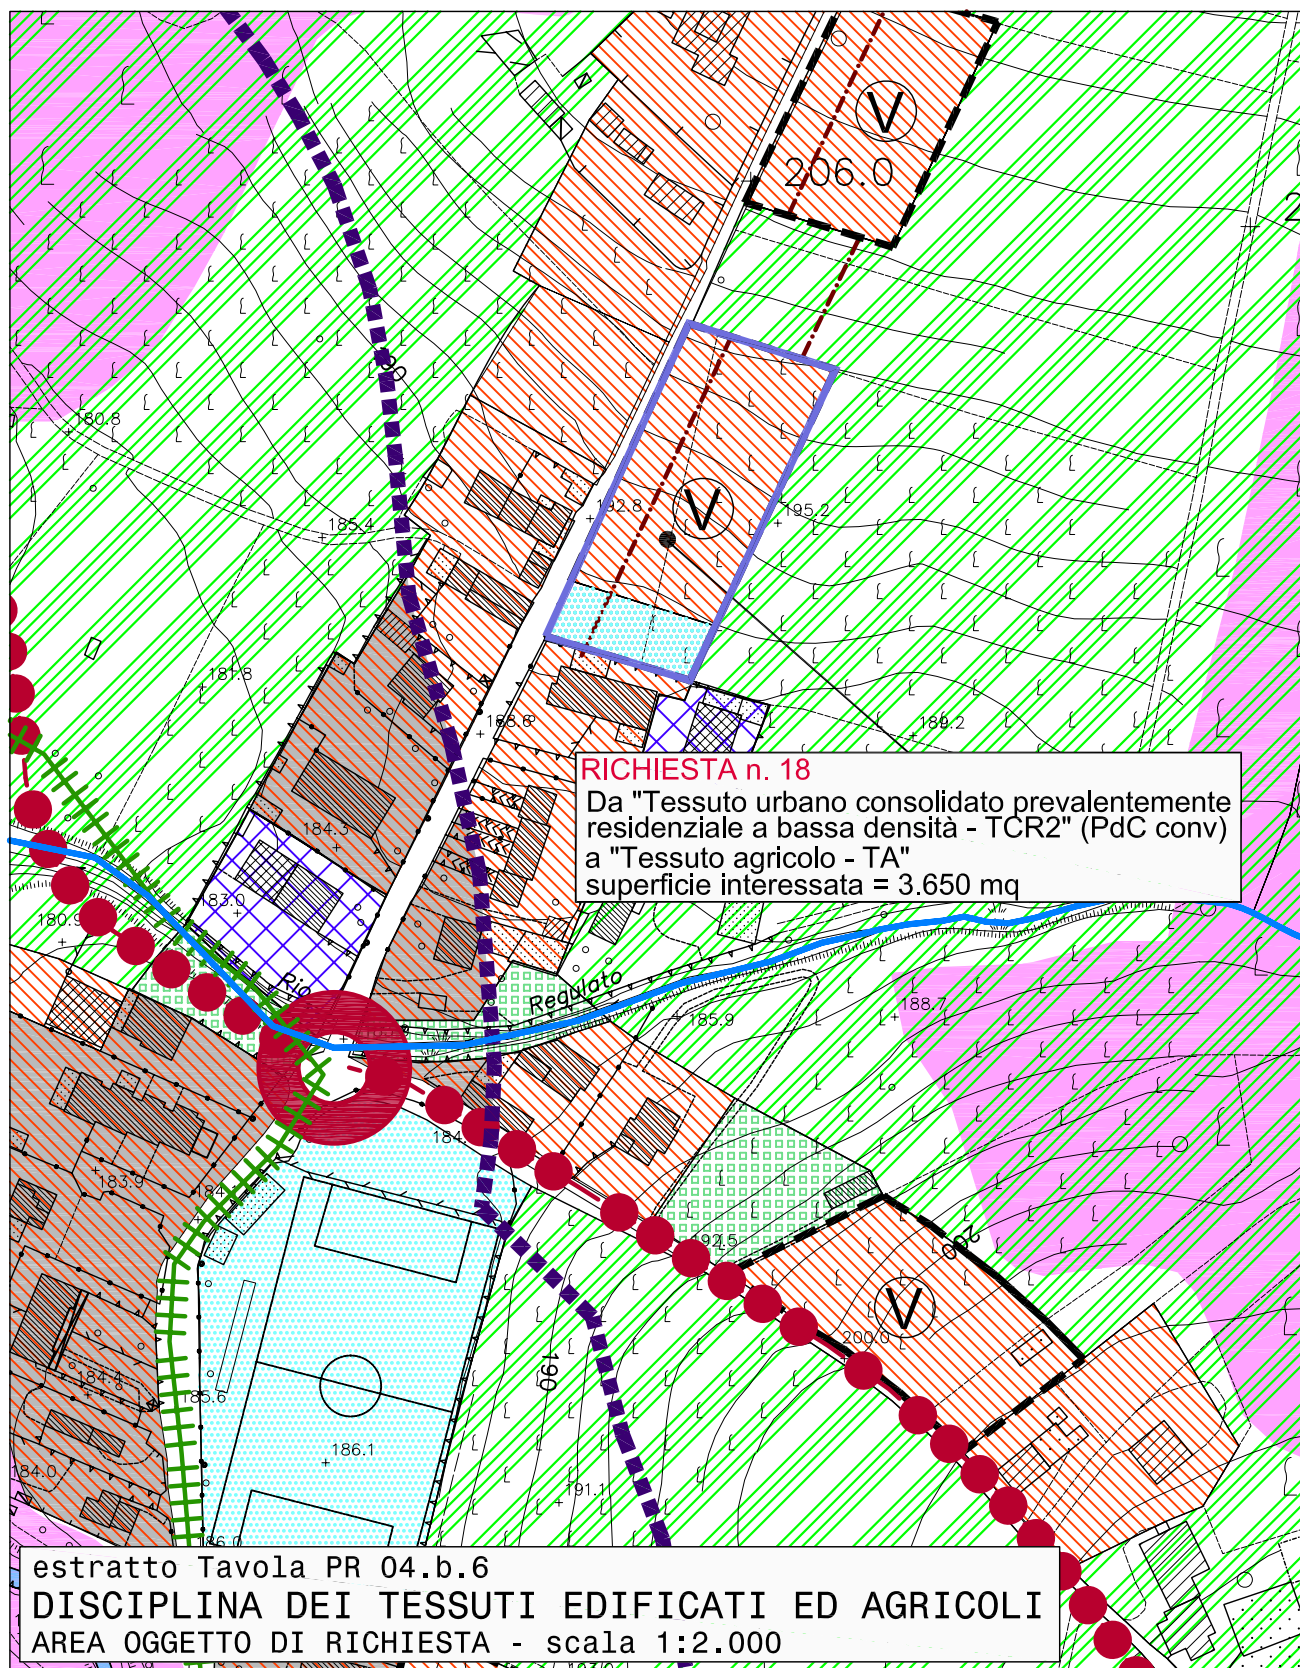 V
206.0
180.8
185.4
192.8
V
195.2
181.8
188.6
189.2
RICHIESTA n. 18
Da "Tessuto urbano consolidato prevalentemente
residenziale a bassa densità - TCR2" (PdC conv)
a "Tessuto agricolo - TA"
superficie interessata = 3.650 mq
184.3
183.0
180.9
Rio
Regulato
188.7
185.9
184.
183.9
184.
192.5
200
V
200.0
190
184.4
185.6
186.1
184.0
191.1
186.0
estratto Tavola PR 04.b.6
DISCIPLINA DEI TESSUTI EDIFICATI ED AGRICOLI
AREA OGGETTO DI RICHIESTA - scala 1:2.000